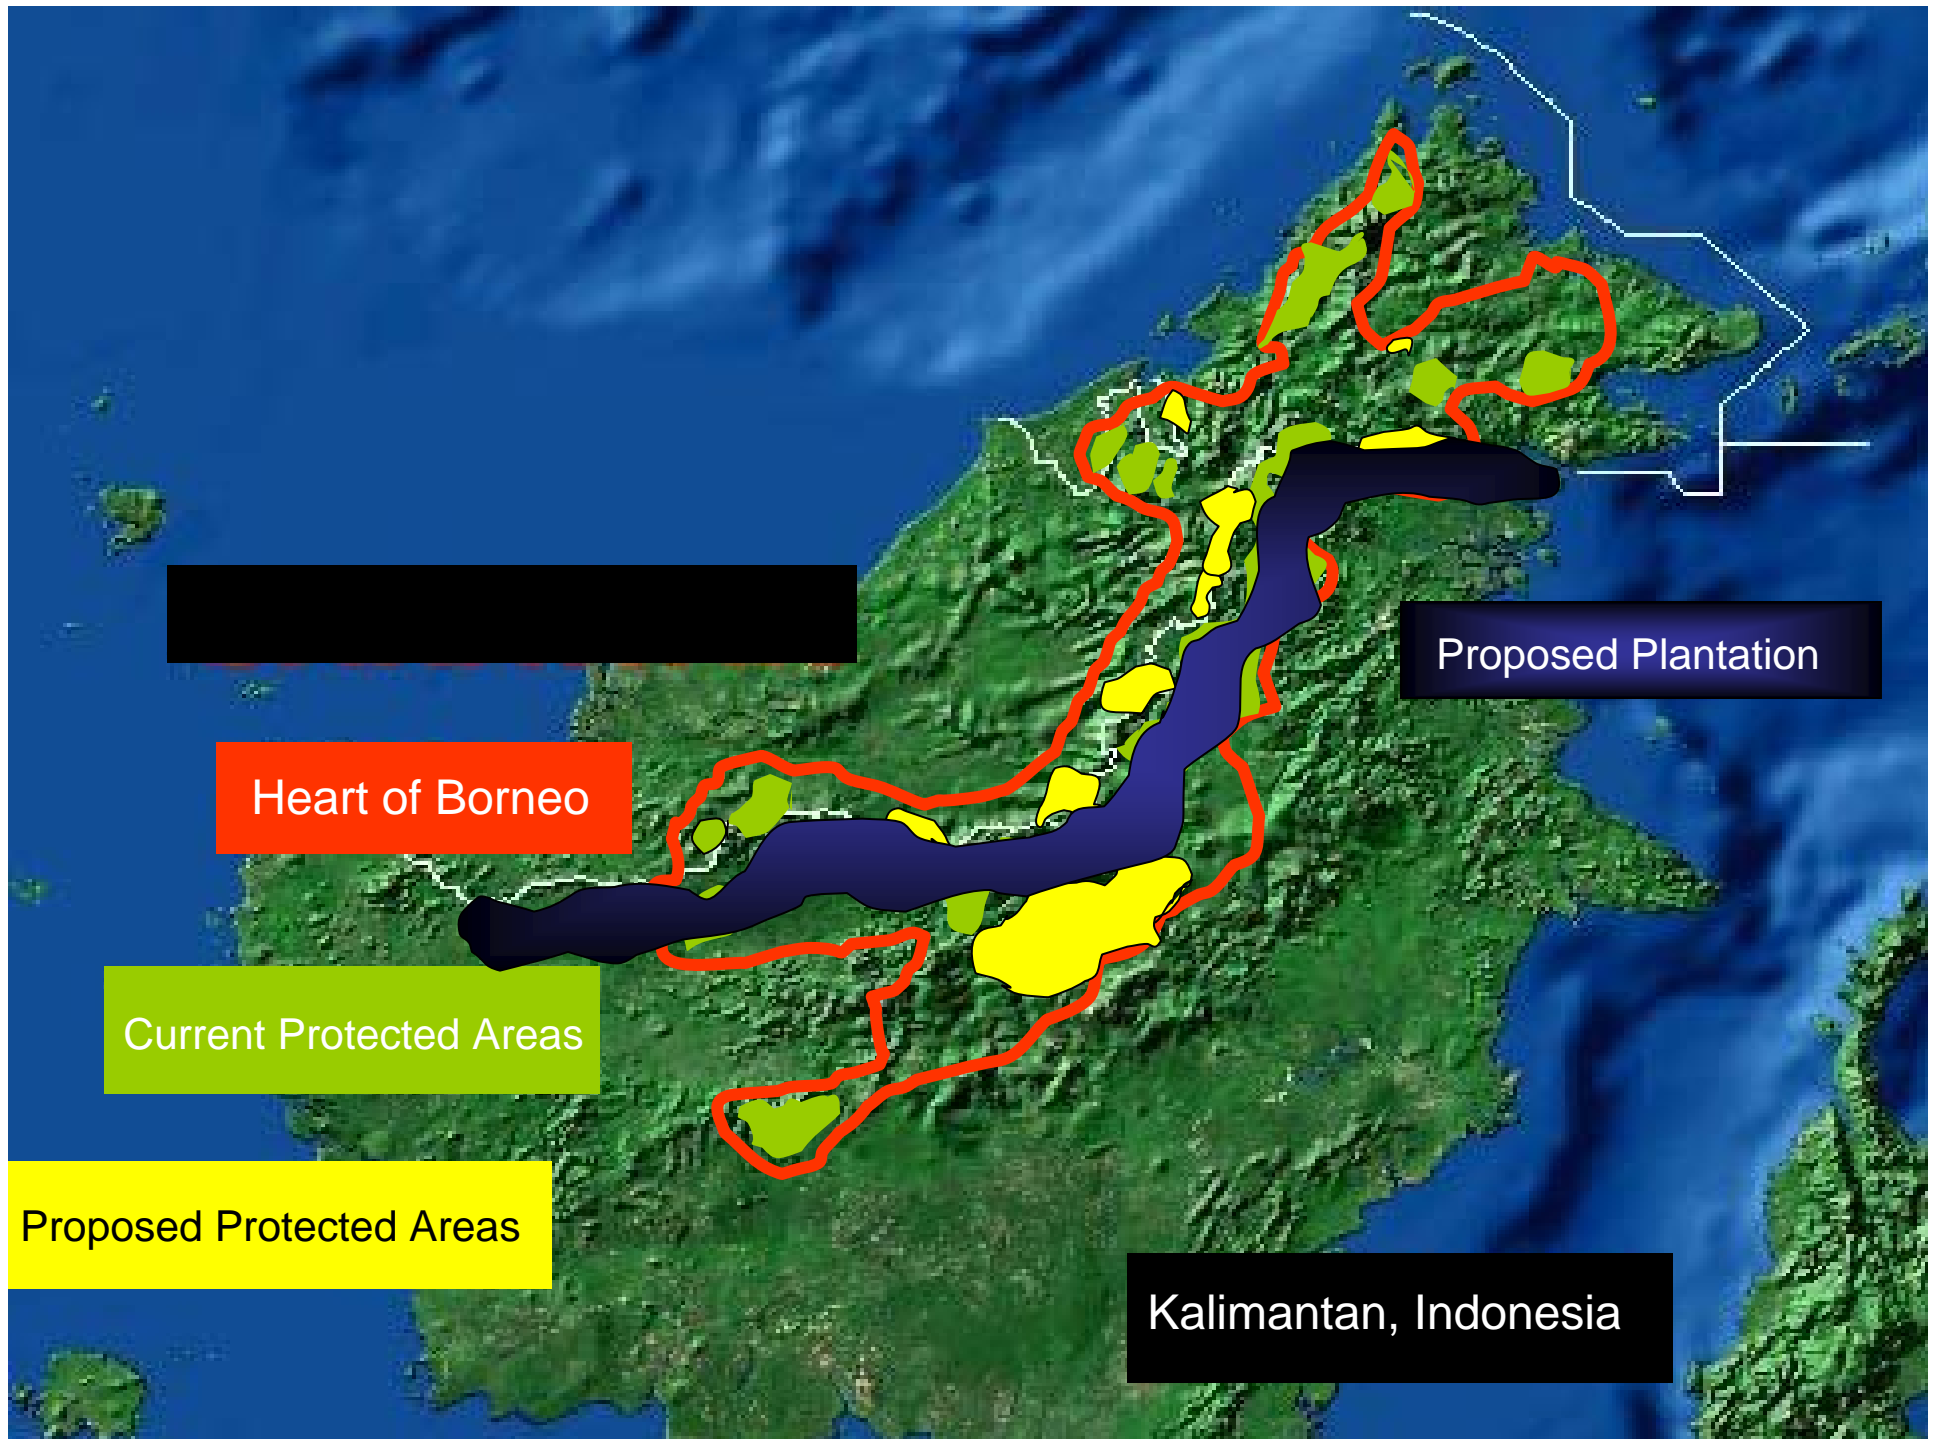 Proposed Plantation
Heart of Borneo
Current Protected Areas
Proposed Protected Areas
Kalimantan, Indonesia